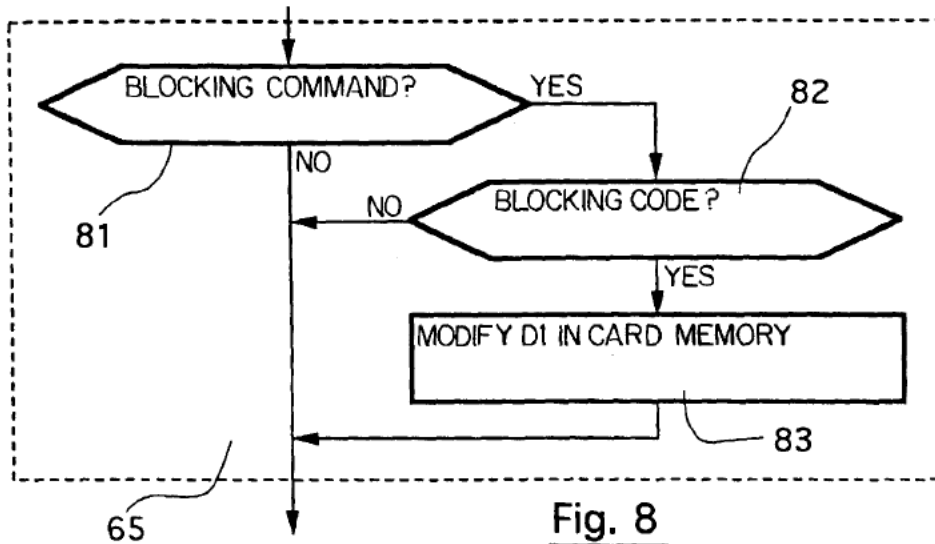 BLOCKING COMMAND?
YES
82
NO
81
NO
BLOCKING CODE?
YES
MODIFY D1 IN CARD MEMORY
83
65
Fig. 8